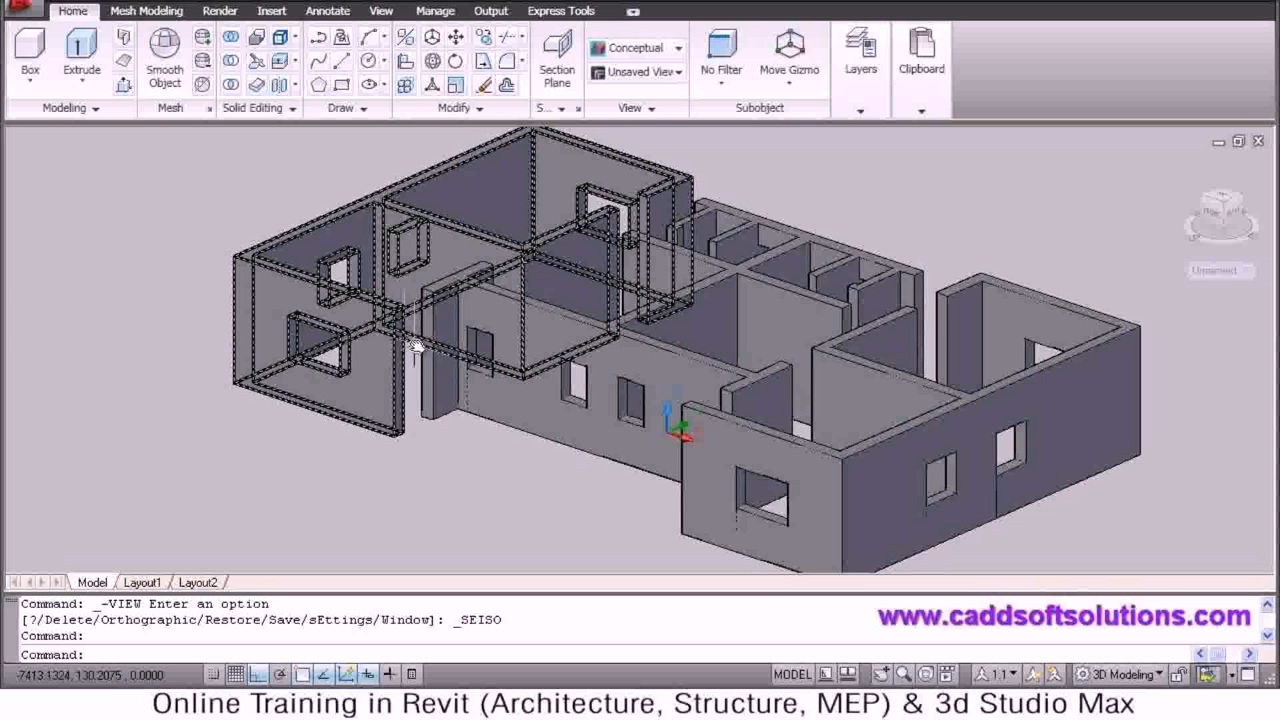 Home Mesh Modeling Render Insert Annotate View Manage Output Express Tools
Box Extrude Smooth Object Section Plane Conceptual Unsaved View No Filter Move Gizmo Layers Clipboard
Modeling Mesh Solid Editing Draw Modify S... View Subobject
Unnamed
Model Layout1 Layout2
Command: _-VIEW Enter an option
[?/Delete/Orthographic/Restore/Save/sEttings/Window]: _SEISO
Command:
Command:
www.caddsoftsolutions.com
-7413.1324, 130.2075, 0.0000 MODEL 1:1 3D Modeling
Online Training in Revit (Architecture, Structure, MEP) & 3d Studio Max